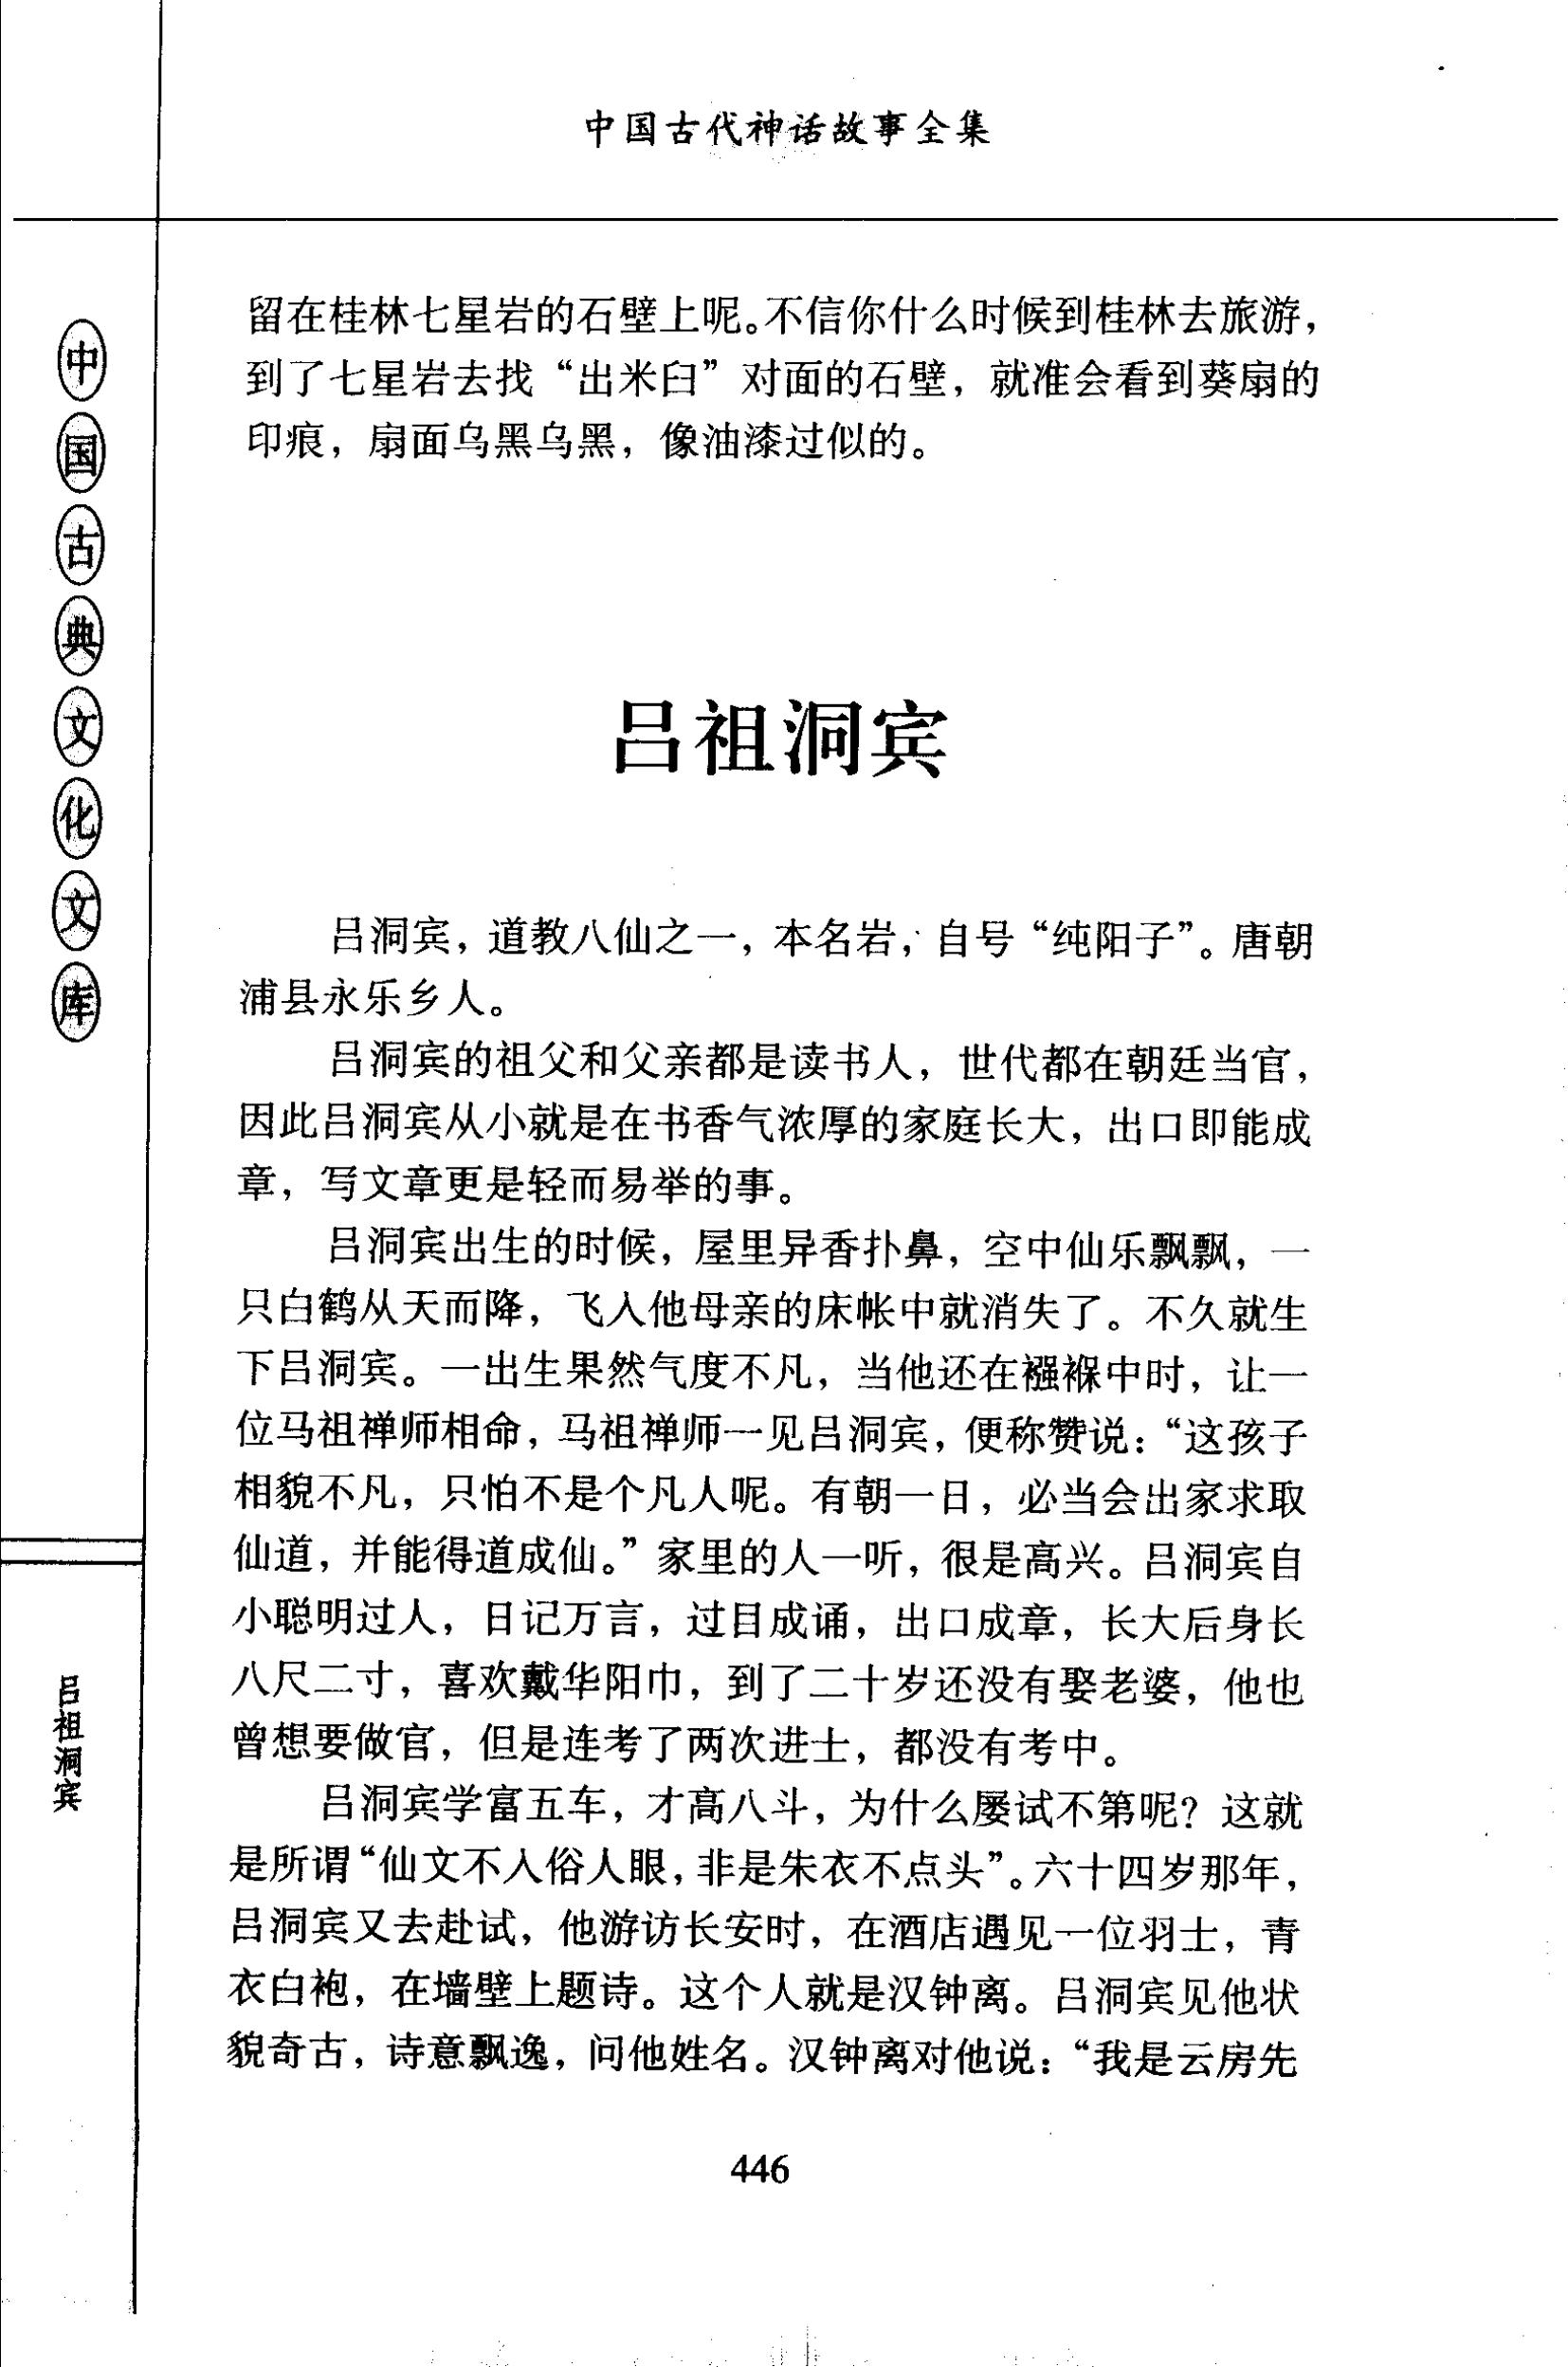 中国古代神话故事全集
中国古典文化文库
留在桂林七星岩的石壁上呢。不信你什么时候到桂林去旅游，
到了七星岩去找“出米臼”对面的石壁，就准会看到葵扇的
印痕，扇面乌黑乌黑，像油漆过似的。
吕祖洞宾
吕洞宾，道教八仙之一，本名岩，自号“纯阳子”。唐朝
浦县永乐乡人。
吕洞宾的祖父和父亲都是读书人，世代都在朝廷当官，
因此吕洞宾从小就是在书香气浓厚的家庭长大，出口即能成
章，写文章更是轻而易举的事。
吕洞宾出生的时候，屋里异香扑鼻，空中仙乐飘飘，一
只白鹤从天而降，飞入他母亲的床帐中就消失了。不久就生
下吕洞宾。一出生果然气度不凡，当他还在襁褓中时，让一
位马祖禅师相命，马祖禅师一见吕洞宾，便称赞说：“这孩子
相貌不凡，只怕不是个凡人呢。有朝一日，必当会出家求取
仙道，并能得道成仙。”家里的人一听，很是高兴。吕洞宾自
小聪明过人，日记万言，过目成诵，出口成章，长大后身长
八尺二寸，喜欢戴华阳巾，到了二十岁还没有娶老婆，他也
曾想要做官，但是连考了两次进士，都没有考中。
吕洞宾学富五车，才高八斗，为什么屡试不第呢？这就
是所谓“仙文不入俗人眼，非是朱衣不点头”。六十四岁那年，
吕洞宾又去赴试，他游访长安时，在酒店遇见一位羽士，青
衣白袍，在墙壁上题诗。这个人就是汉钟离。吕洞宾见他状
貌奇古，诗意飘逸，问他姓名。汉钟离对他说：“我是云房先
吕祖洞宾
446